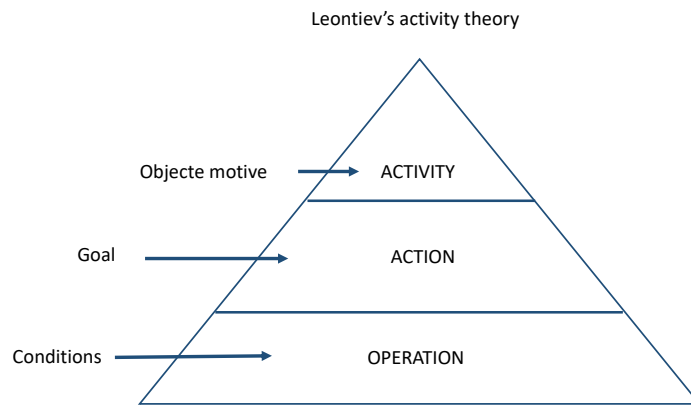 Leontiev’s activity theory
Objecte motive
ACTIVITY
Goal
ACTION
Conditions
OPERATION